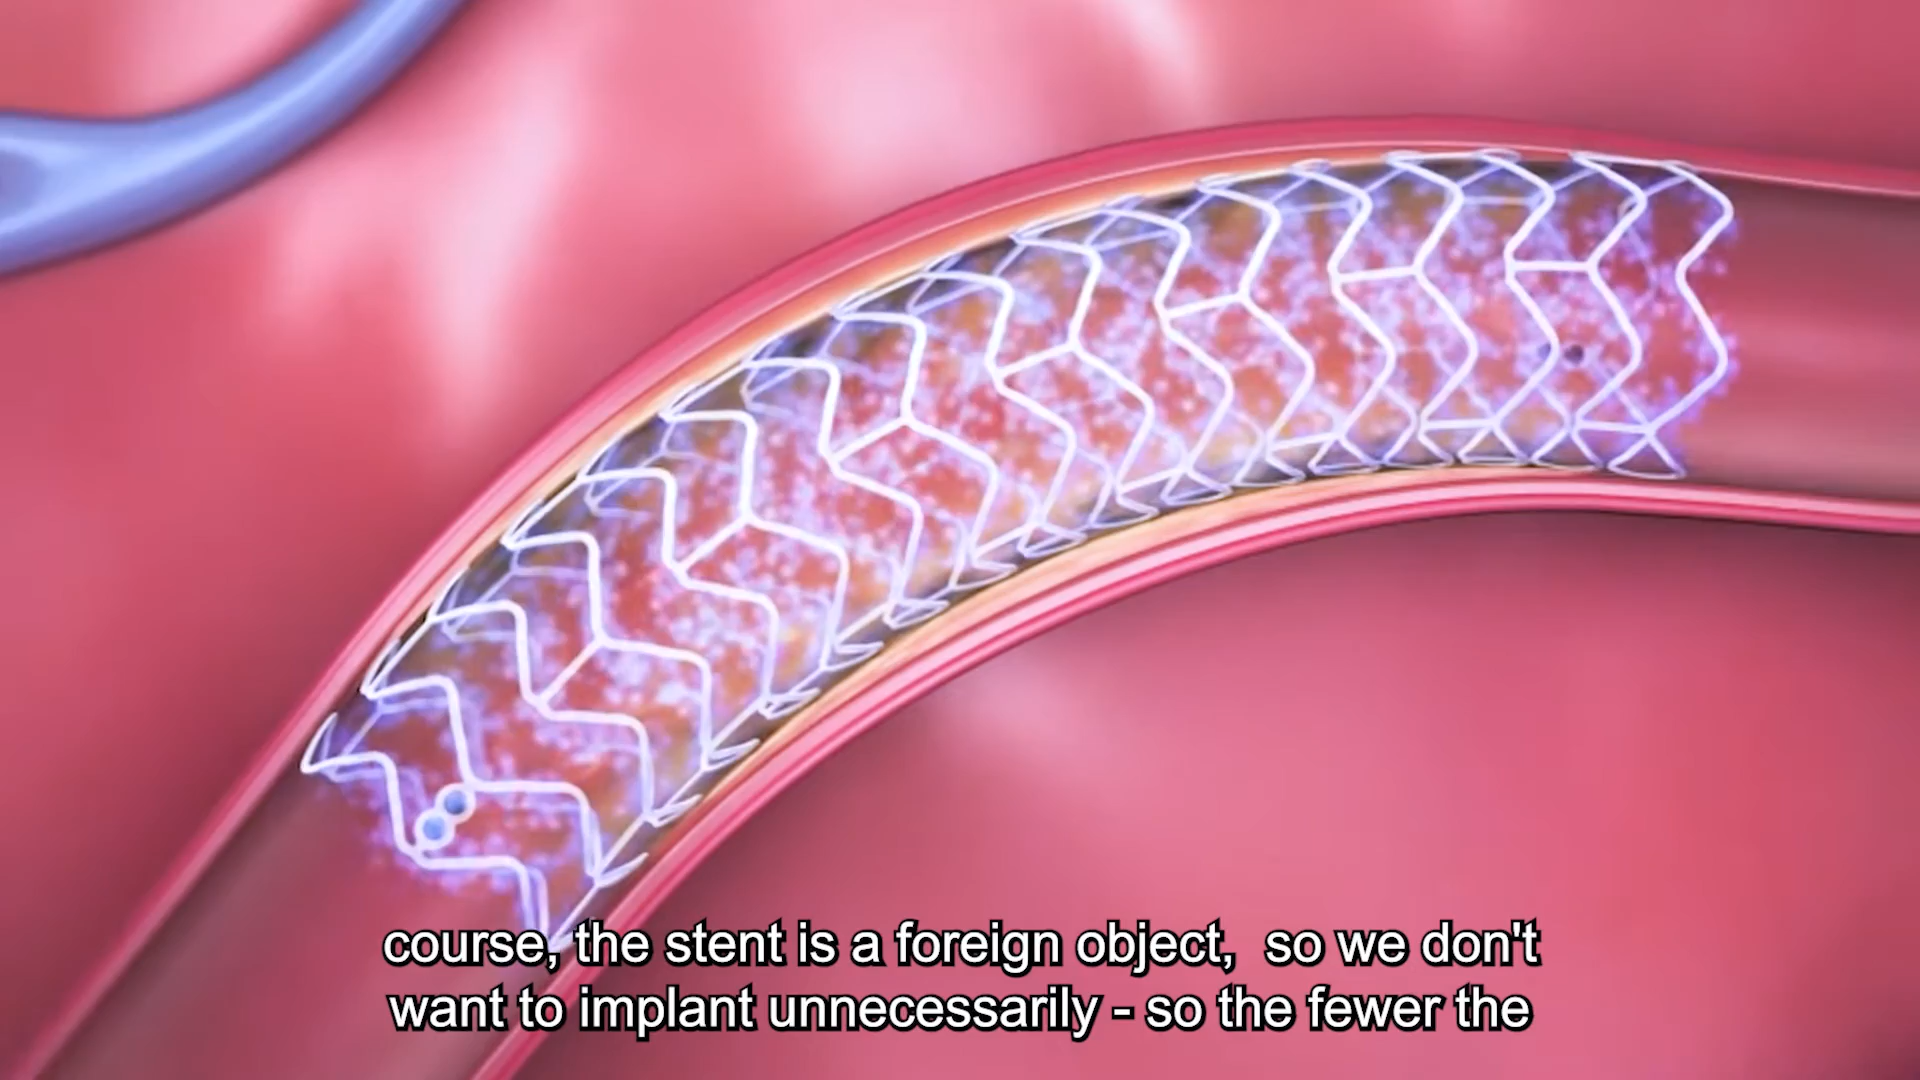 course, the stent is a foreign object,  so we don't
want to implant unnecessarily - so the fewer the